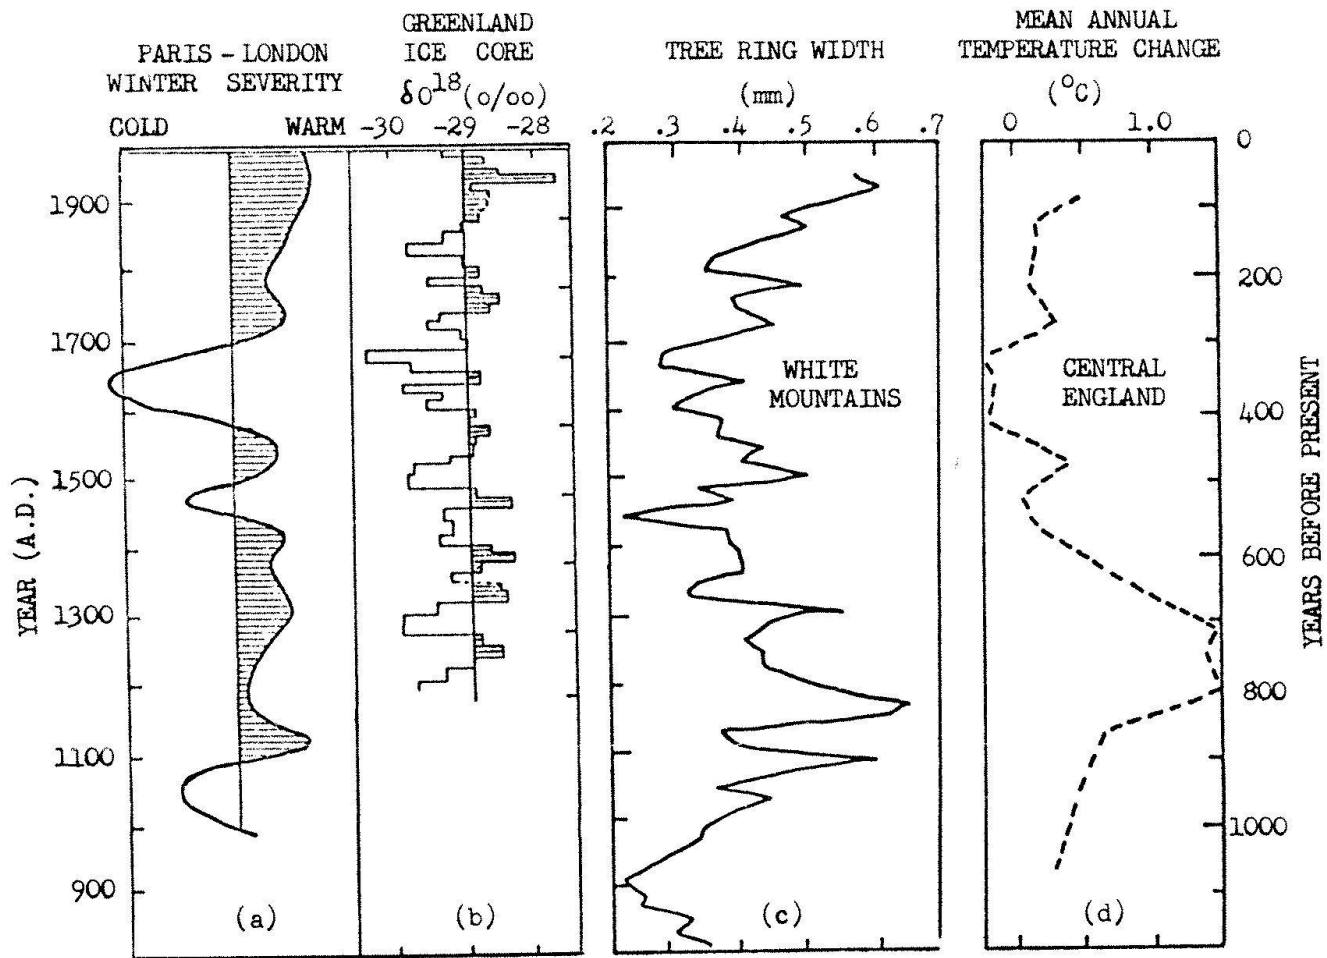 PARIS - LONDON
WINTER SEVERITY
COLD WARM
GREENLAND
ICE CORE
δO18(o/oo)
-30 -29 -28
TREE RING WIDTH
(mm)
.2 .3 .4 .5 .6 .7
MEAN ANNUAL
TEMPERATURE CHANGE
(°C)
0 1.0
YEAR (A.D.)
1900
1700
1500
1300
1100
900
WHITE
MOUNTAINS
CENTRAL
ENGLAND
0
200
400
600
800
1000
YEARS BEFORE PRESENT
(a) (b) (c) (d)